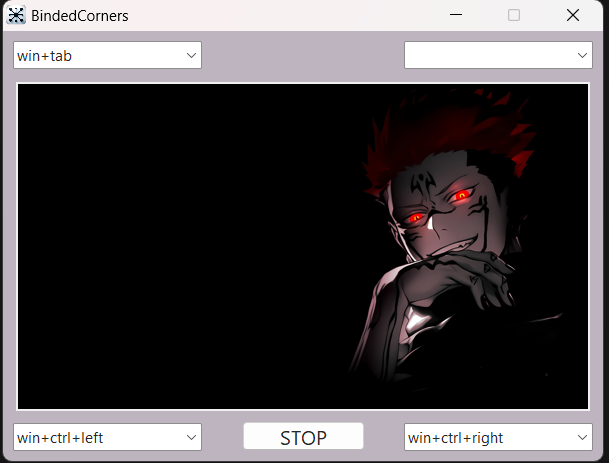 BindedCorners
win+tab
win+ctrl+left
STOP
win+ctrl+right